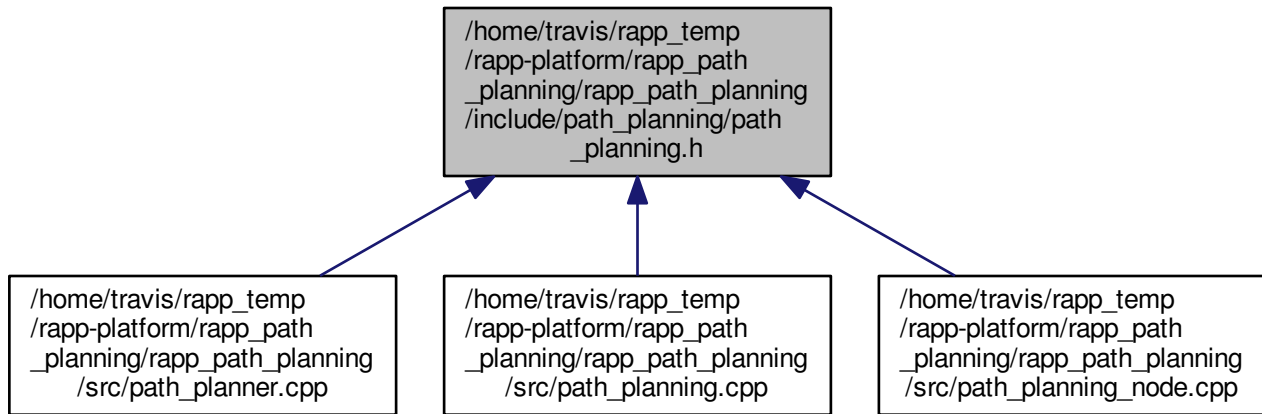 /home/travis/rapp_temp
/rapp-platform/rapp_path
_planning/rapp_path_planning
/include/path_planning/path
_planning.h
/home/travis/rapp_temp
/rapp-platform/rapp_path
_planning/rapp_path_planning
/src/path_planner.cpp
/home/travis/rapp_temp
/rapp-platform/rapp_path
_planning/rapp_path_planning
/src/path_planning.cpp
/home/travis/rapp_temp
/rapp-platform/rapp_path
_planning/rapp_path_planning
/src/path_planning_node.cpp